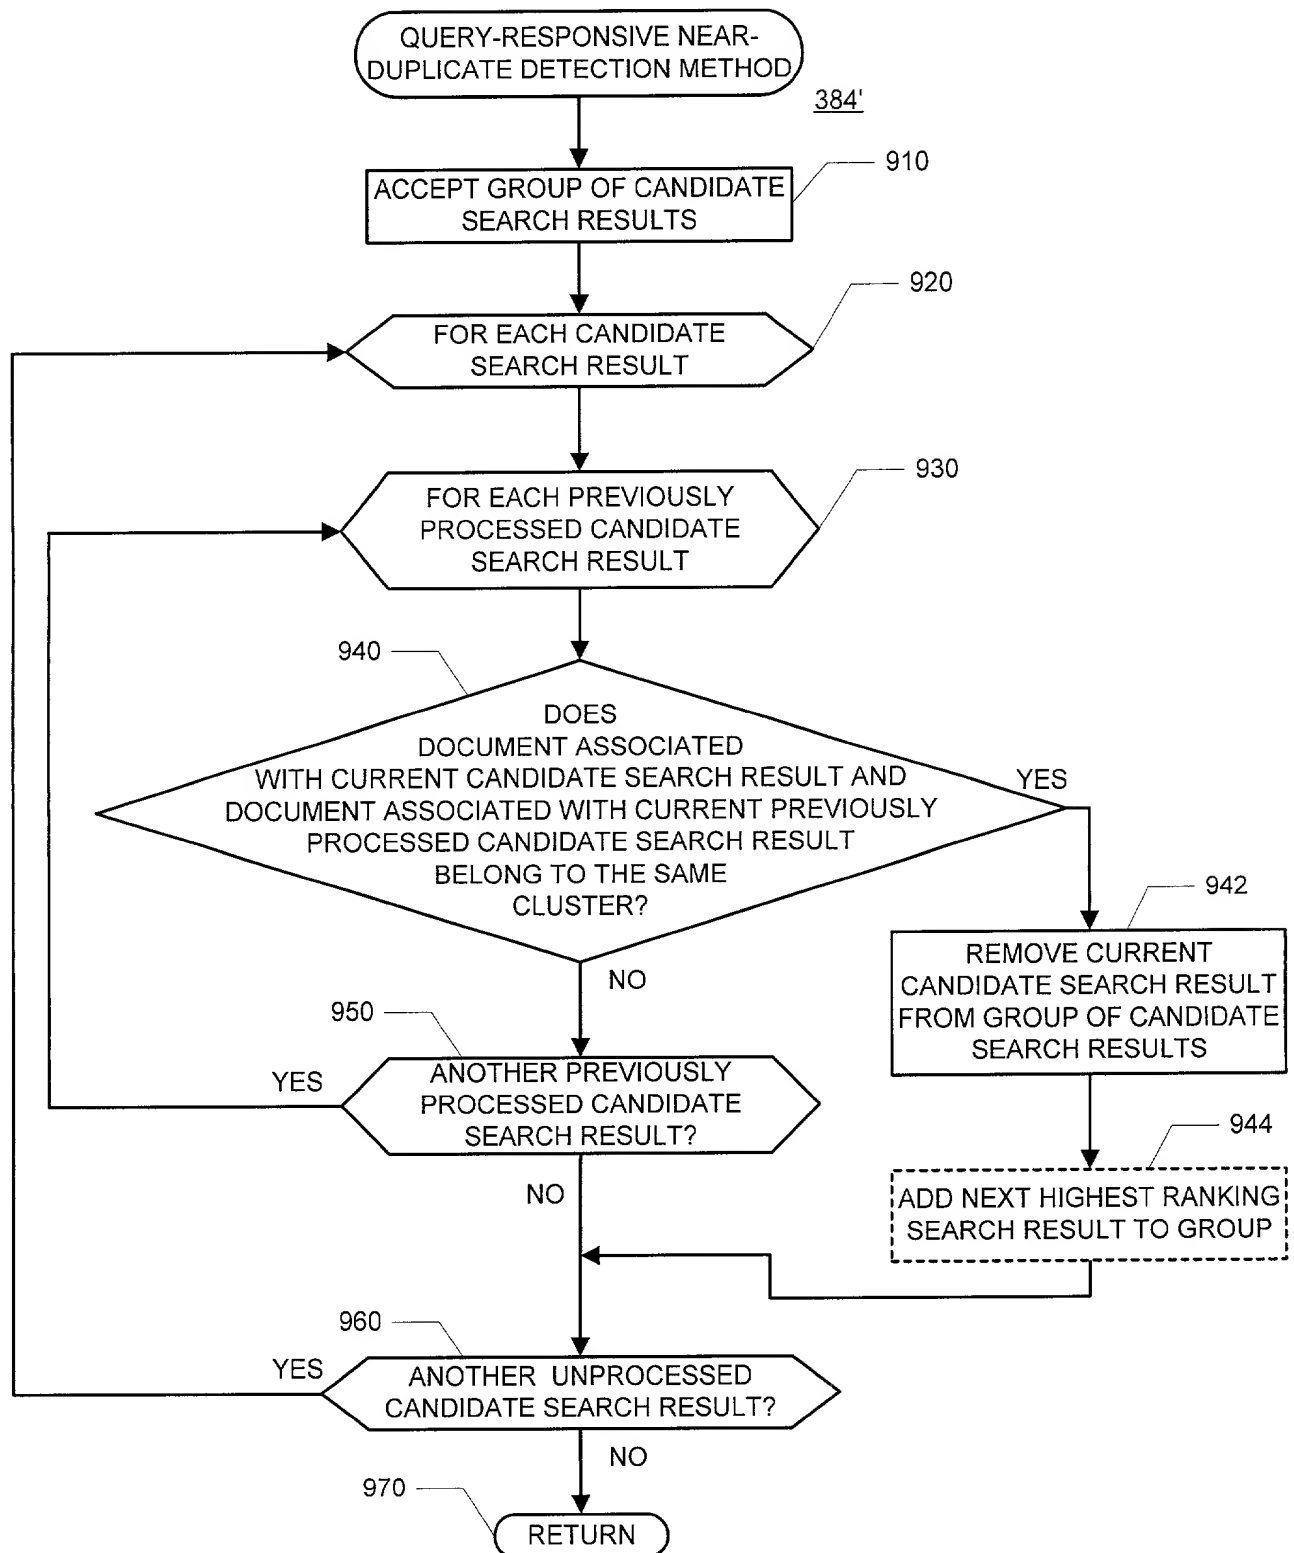 QUERY-RESPONSIVE NEAR-
DUPLICATE DETECTION METHOD
384'
910
ACCEPT GROUP OF CANDIDATE
SEARCH RESULTS
920
FOR EACH CANDIDATE
SEARCH RESULT
930
FOR EACH PREVIOUSLY
PROCESSED CANDIDATE
SEARCH RESULT
940
DOES
DOCUMENT ASSOCIATED
WITH CURRENT CANDIDATE SEARCH RESULT AND
DOCUMENT ASSOCIATED WITH CURRENT PREVIOUSLY
PROCESSED CANDIDATE SEARCH RESULT
BELONG TO THE SAME
CLUSTER?
YES
942
REMOVE CURRENT
CANDIDATE SEARCH RESULT
FROM GROUP OF CANDIDATE
SEARCH RESULTS
NO
950
ANOTHER PREVIOUSLY
PROCESSED CANDIDATE
SEARCH RESULT?
YES
944
ADD NEXT HIGHEST RANKING
SEARCH RESULT TO GROUP
NO
960
YES
ANOTHER UNPROCESSED
CANDIDATE SEARCH RESULT?
NO
970
RETURN